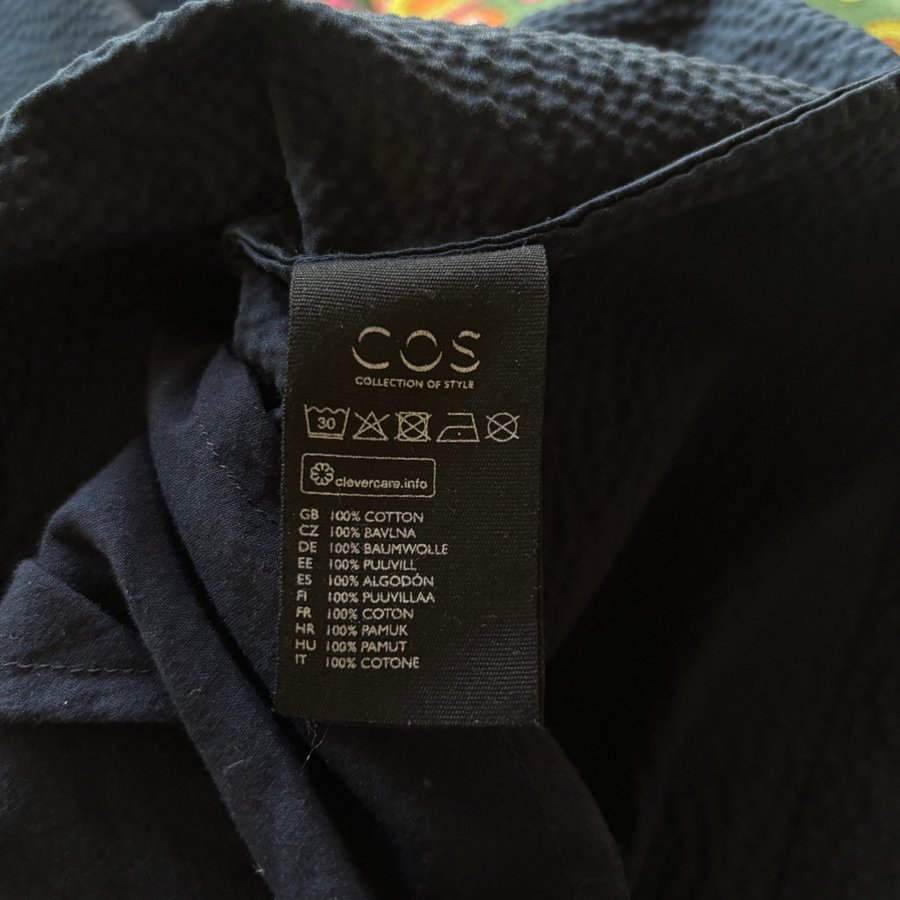 COS
COLLECTION OF STYLE
30
clevercare.info
GB 100% COTTON
CZ 100% BAVLNA
DE 100% BAUMWOLLE
EE 100% PUUVILL
ES 100% ALGODÓN
FI 100% PUUVILLAA
FR 100% COTON
HR 100% PAMUK
HU 100% PAMUT
IT 100% COTONE